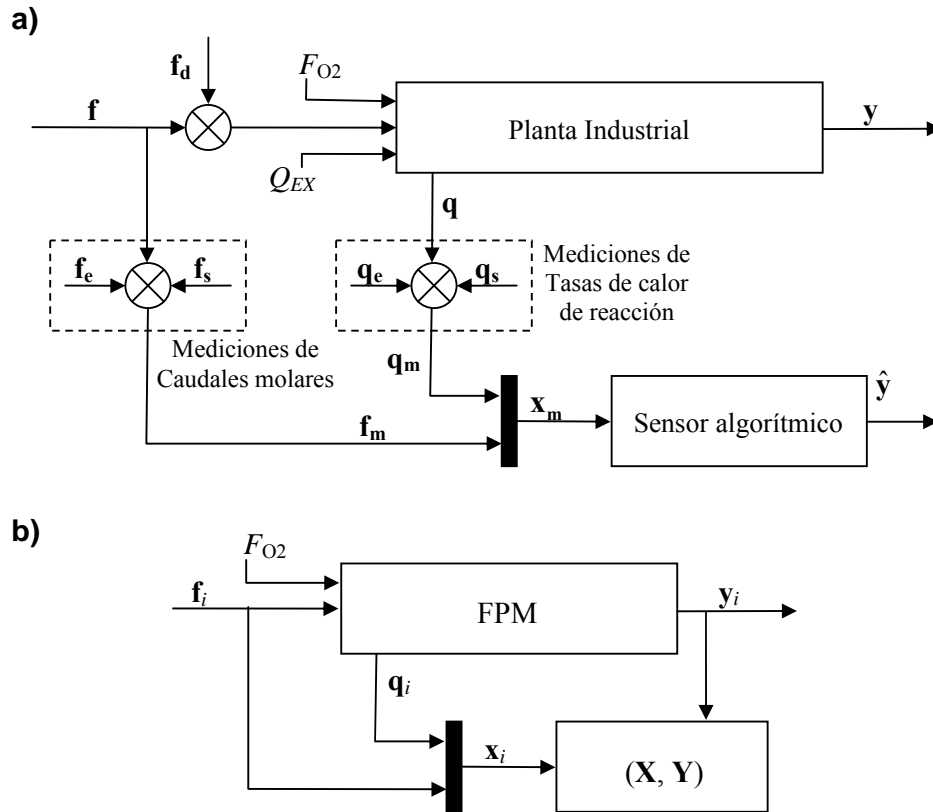 a)
f_d
F_O2
f
Planta Industrial
y
Q_EX
q
f_e
f_s
q_e
q_s
Mediciones de
Tasas de calor
de reacción
Mediciones de
Caudales molares
q_m
f_m
x_m
Sensor algorítmico
ŷ
b)
F_O2
f_i
FPM
y_i
q_i
x_i
(X, Y)